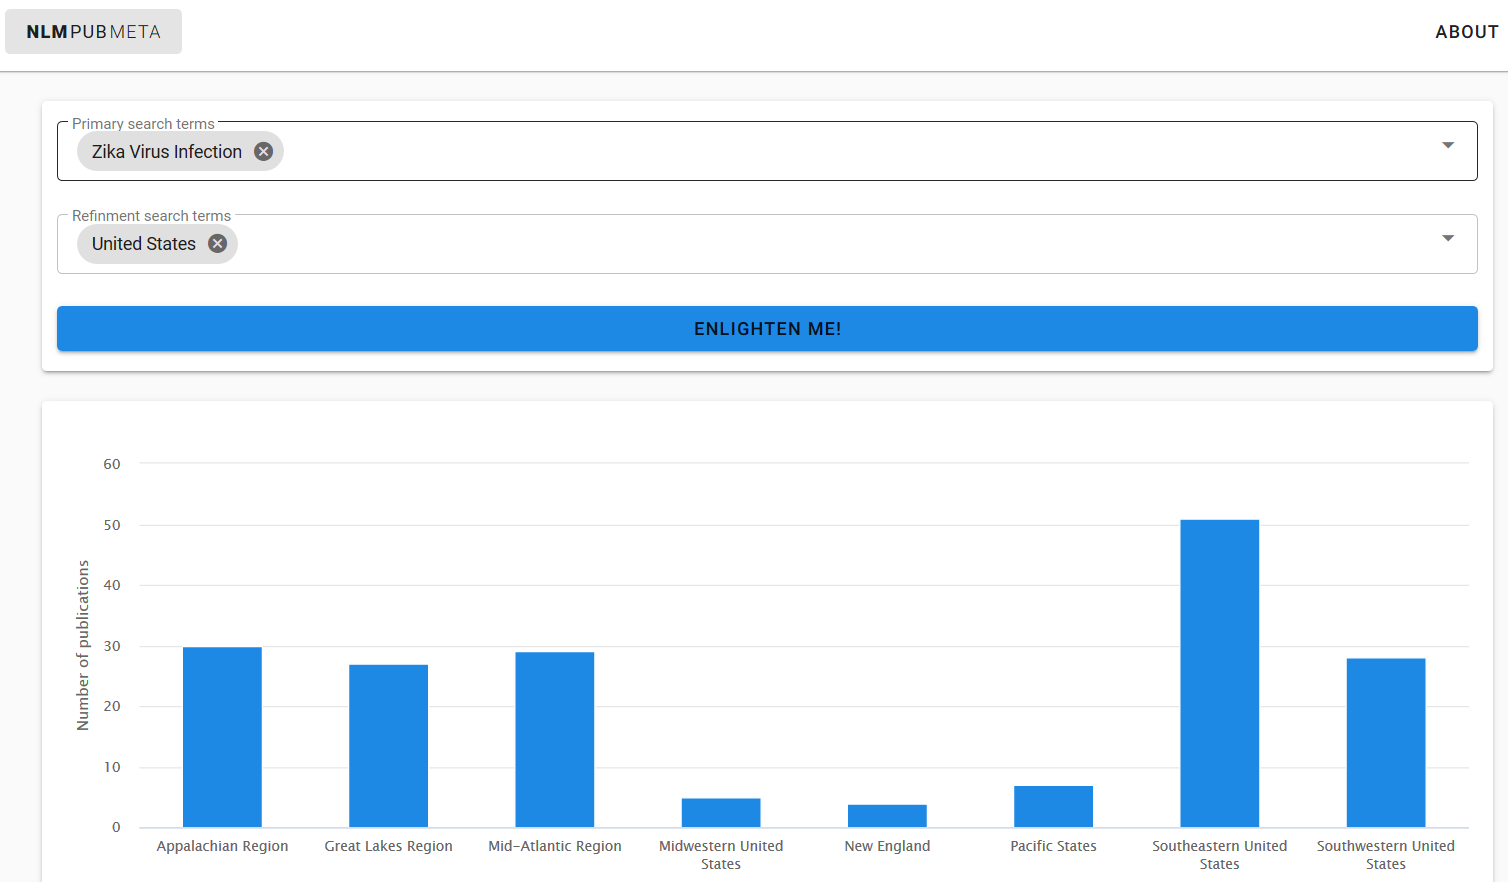 NLMPUBMETA
ABOUT
Primary search terms
Zika Virus Infection
Refinment search terms
United States
ENLIGHTEN ME!
Number of publications
60
50
40
30
20
10
0
Appalachian Region
Great Lakes Region
Mid-Atlantic Region
Midwestern United
States
New England
Pacific States
Southeastern United
States
Southwestern United
States